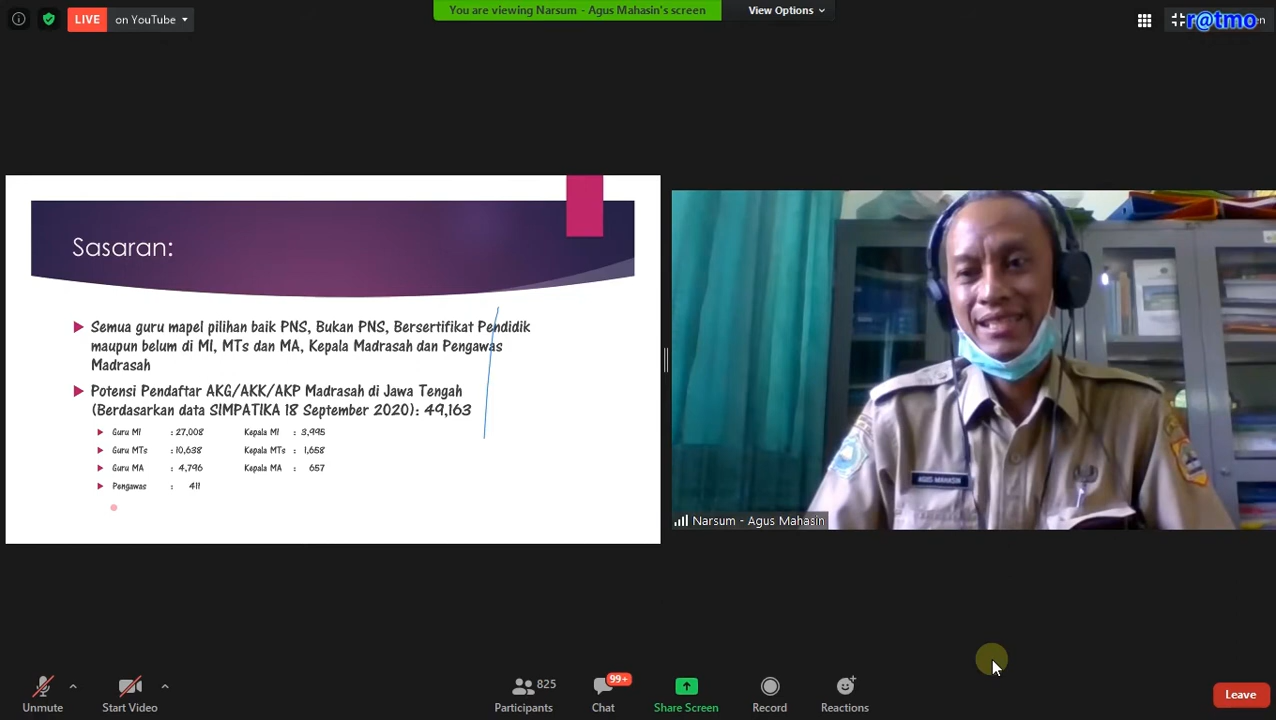 LIVE on YouTube
You are viewing Narsum - Agus Mahasin's screen
View Options
r@tmo
en
Sasaran:
Semua guru mapel pilihan baik PNS, Bukan PNS, Bersertifikat Pendidik
maupun belum di MI, MTs dan MA, Kepala Madrasah dan Pengawas
Madrasah
Potensi Pendaftar AKG/AKK/AKP Madrasah di Jawa Tengah
(Berdasarkan data SIMPATIKA 18 September 2020): 49,163
Guru MI : 27,008 Kepala MI : 3,995
Guru MTs : 10,638 Kepala MTs : 1,658
Guru MA : 4,796 Kepala MA : 657
Pengawas : 411
AGUS MAHASIN
Narsum - Agus Mahasin
Unmute
Start Video
825
Participants
99+
Chat
Share Screen
Record
Reactions
Leave